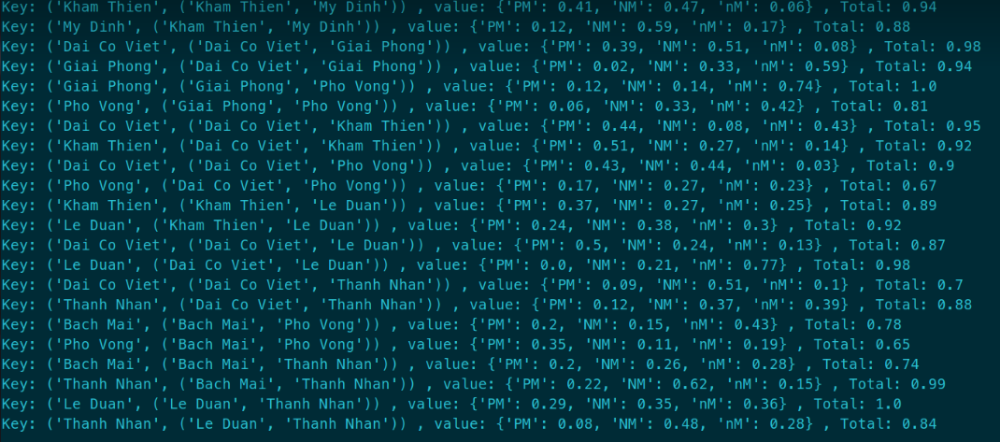 Key: ('Kham Thien', ('Kham Thien', 'My Dinh')) , value: {'PM': 0.41, 'NM': 0.47, 'nM': 0.06} , Total: 0.94
Key: ('My Dinh', ('Kham Thien', 'My Dinh')) , value: {'PM': 0.12, 'NM': 0.59, 'nM': 0.17} , Total: 0.88
Key: ('Dai Co Viet', ('Dai Co Viet', 'Giai Phong')) , value: {'PM': 0.39, 'NM': 0.51, 'nM': 0.08} , Total: 0.98
Key: ('Giai Phong', ('Dai Co Viet', 'Giai Phong')) , value: {'PM': 0.02, 'NM': 0.33, 'nM': 0.59} , Total: 0.94
Key: ('Giai Phong', ('Giai Phong', 'Pho Vong')) , value: {'PM': 0.12, 'NM': 0.14, 'nM': 0.74} , Total: 1.0
Key: ('Pho Vong', ('Giai Phong', 'Pho Vong')) , value: {'PM': 0.06, 'NM': 0.33, 'nM': 0.42} , Total: 0.81
Key: ('Dai Co Viet', ('Dai Co Viet', 'Kham Thien')) , value: {'PM': 0.44, 'NM': 0.08, 'nM': 0.43} , Total: 0.95
Key: ('Kham Thien', ('Dai Co Viet', 'Kham Thien')) , value: {'PM': 0.51, 'NM': 0.27, 'nM': 0.14} , Total: 0.92
Key: ('Dai Co Viet', ('Dai Co Viet', 'Pho Vong')) , value: {'PM': 0.43, 'NM': 0.44, 'nM': 0.03} , Total: 0.9
Key: ('Pho Vong', ('Dai Co Viet', 'Pho Vong')) , value: {'PM': 0.17, 'NM': 0.27, 'nM': 0.23} , Total: 0.67
Key: ('Kham Thien', ('Kham Thien', 'Le Duan')) , value: {'PM': 0.37, 'NM': 0.27, 'nM': 0.25} , Total: 0.89
Key: ('Le Duan', ('Kham Thien', 'Le Duan')) , value: {'PM': 0.24, 'NM': 0.38, 'nM': 0.3} , Total: 0.92
Key: ('Dai Co Viet', ('Dai Co Viet', 'Le Duan')) , value: {'PM': 0.5, 'NM': 0.24, 'nM': 0.13} , Total: 0.87
Key: ('Le Duan', ('Dai Co Viet', 'Le Duan')) , value: {'PM': 0.0, 'NM': 0.21, 'nM': 0.77} , Total: 0.98
Key: ('Dai Co Viet', ('Dai Co Viet', 'Thanh Nhan')) , value: {'PM': 0.09, 'NM': 0.51, 'nM': 0.1} , Total: 0.7
Key: ('Thanh Nhan', ('Dai Co Viet', 'Thanh Nhan')) , value: {'PM': 0.12, 'NM': 0.37, 'nM': 0.39} , Total: 0.88
Key: ('Bach Mai', ('Bach Mai', 'Pho Vong')) , value: {'PM': 0.2, 'NM': 0.15, 'nM': 0.43} , Total: 0.78
Key: ('Pho Vong', ('Bach Mai', 'Pho Vong')) , value: {'PM': 0.35, 'NM': 0.11, 'nM': 0.19} , Total: 0.65
Key: ('Bach Mai', ('Bach Mai', 'Thanh Nhan')) , value: {'PM': 0.2, 'NM': 0.26, 'nM': 0.28} , Total: 0.74
Key: ('Thanh Nhan', ('Bach Mai', 'Thanh Nhan')) , value: {'PM': 0.22, 'NM': 0.62, 'nM': 0.15} , Total: 0.99
Key: ('Le Duan', ('Le Duan', 'Thanh Nhan')) , value: {'PM': 0.29, 'NM': 0.35, 'nM': 0.36} , Total: 1.0
Key: ('Thanh Nhan', ('Le Duan', 'Thanh Nhan')) , value: {'PM': 0.08, 'NM': 0.48, 'nM': 0.28} , Total: 0.84